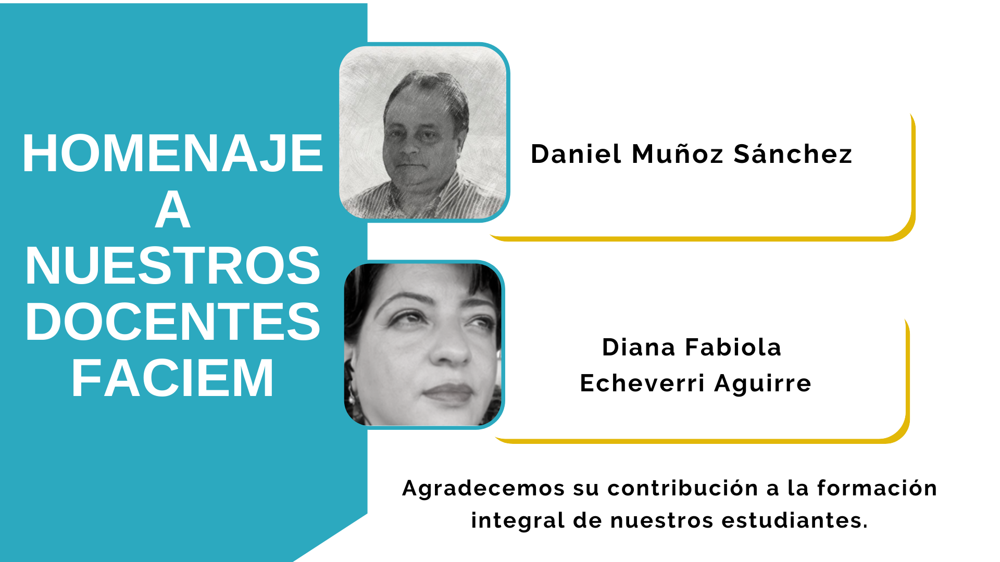 HOMENAJE
A
NUESTROS
DOCENTES
FACIEM
Daniel Muñoz Sánchez
Diana Fabiola
Echeverri Aguirre
Agradecemos su contribución a la formación
integral de nuestros estudiantes.